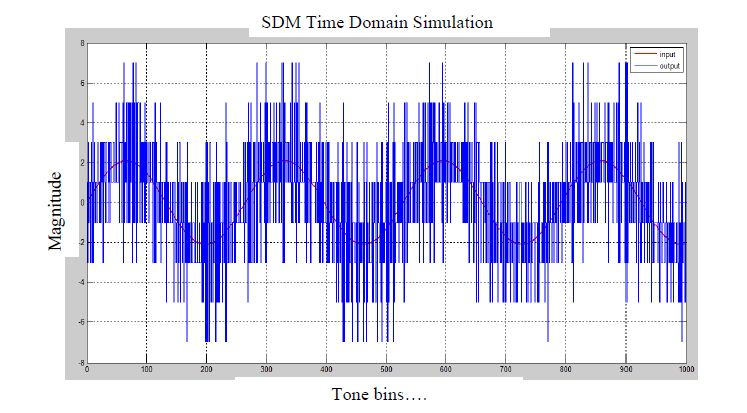 SDM Time Domain Simulation
8
6
4
2
0
-2
-4
-6
-8
Magnitude
input
output
0 100 200 300 400 500 600 700 800 900 1000
Tone bins….